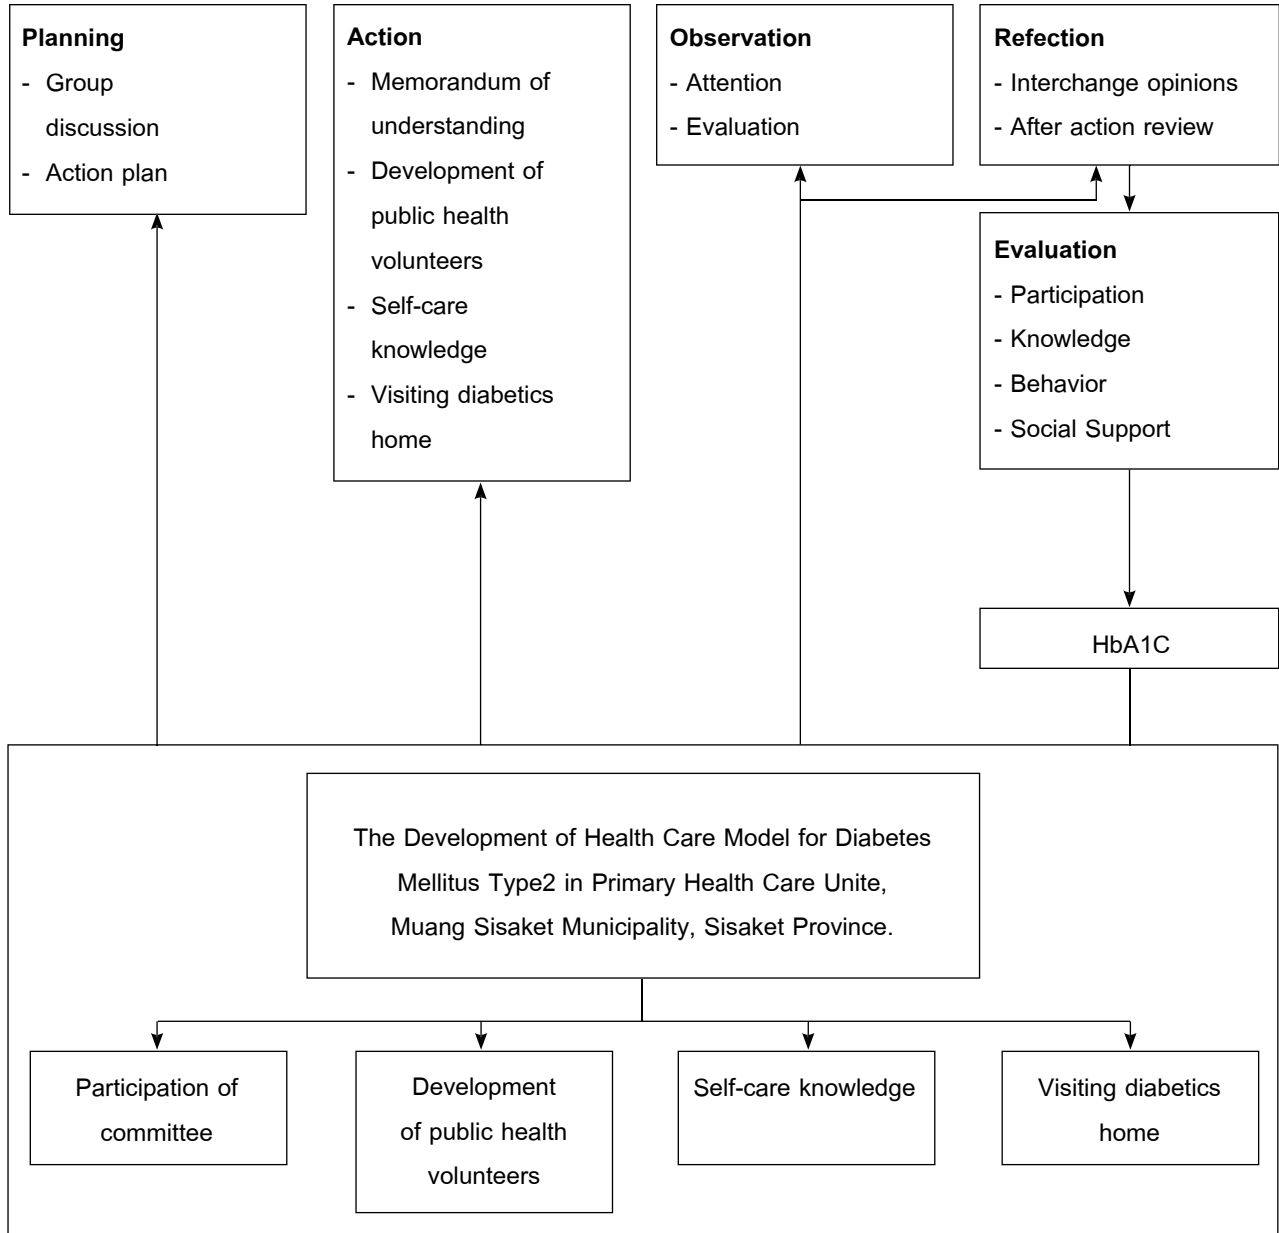 Planning
- Group
discussion
- Action plan
Action
- Memorandum of
understanding
- Development of
public health
volunteers
- Self-care
knowledge
- Visiting diabetics
home
Observation
- Attention
- Evaluation
Refection
- Interchange opinions
- After action review
Evaluation
- Participation
- Knowledge
- Behavior
- Social Support
HbA1C
The Development of Health Care Model for Diabetes
Mellitus Type2 in Primary Health Care Unite,
Muang Sisaket Municipality, Sisaket Province.
Participation of
committee
Development
of public health
volunteers
Self-care knowledge
Visiting diabetics
home